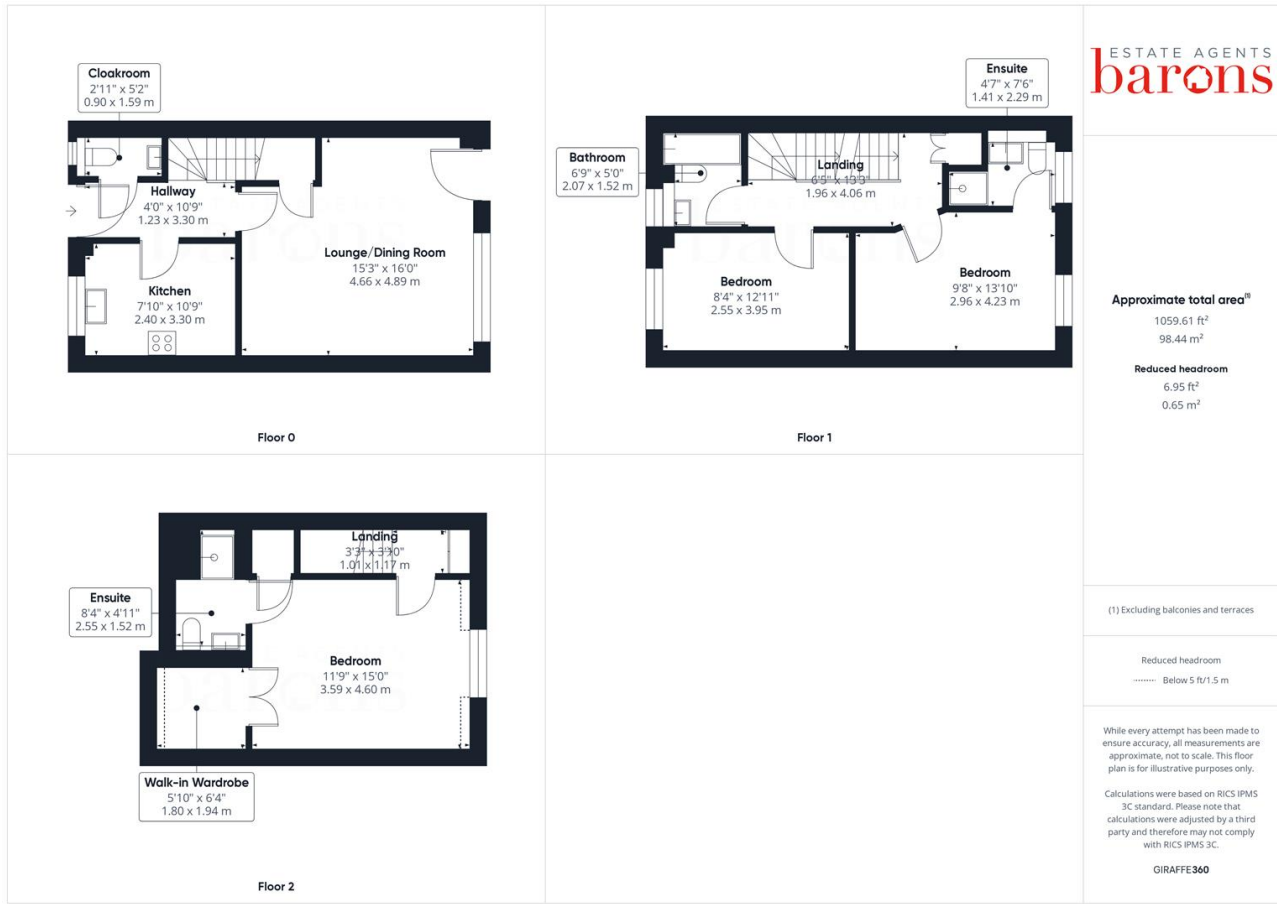 Cloakroom
2'11" x 5'2"
0.90 x 1.59 m
Hallway
4'0" x 10'9"
1.23 x 3.30 m
Lounge/Dining Room
15'3" x 16'0"
4.66 x 4.89 m
Kitchen
7'10" x 10'9"
2.40 x 3.30 m
Floor 0
Ensuite
4'7" x 7'6"
1.41 x 2.29 m
Bathroom
6'9" x 5'0"
2.07 x 1.52 m
Landing
6'5" x 13'3"
1.96 x 4.06 m
Bedroom
8'4" x 12'11"
2.55 x 3.95 m
Bedroom
9'8" x 13'10"
2.96 x 4.23 m
Floor 1
Landing
3'3" x 3'10"
1.01 x 1.17 m
Ensuite
8'4" x 4'11"
2.55 x 1.52 m
Bedroom
11'9" x 15'0"
3.59 x 4.60 m
Walk-in Wardrobe
5'10" x 6'4"
1.80 x 1.94 m
Floor 2
ESTATE AGENTS
barons
Approximate total area(1)
1059.61 ft²
98.44 m²
Reduced headroom
6.95 ft²
0.65 m²
(1) Excluding balconies and terraces
Reduced headroom
Below 5 ft/1.5 m
While every attempt has been made to
ensure accuracy, all measurements are
approximate, not to scale. This floor
plan is for illustrative purposes only.
Calculations were based on RICS IPMS
3C standard. Please note that
calculations were adjusted by a third
party and therefore may not comply
with RICS IPMS 3C.
GIRAFFE360